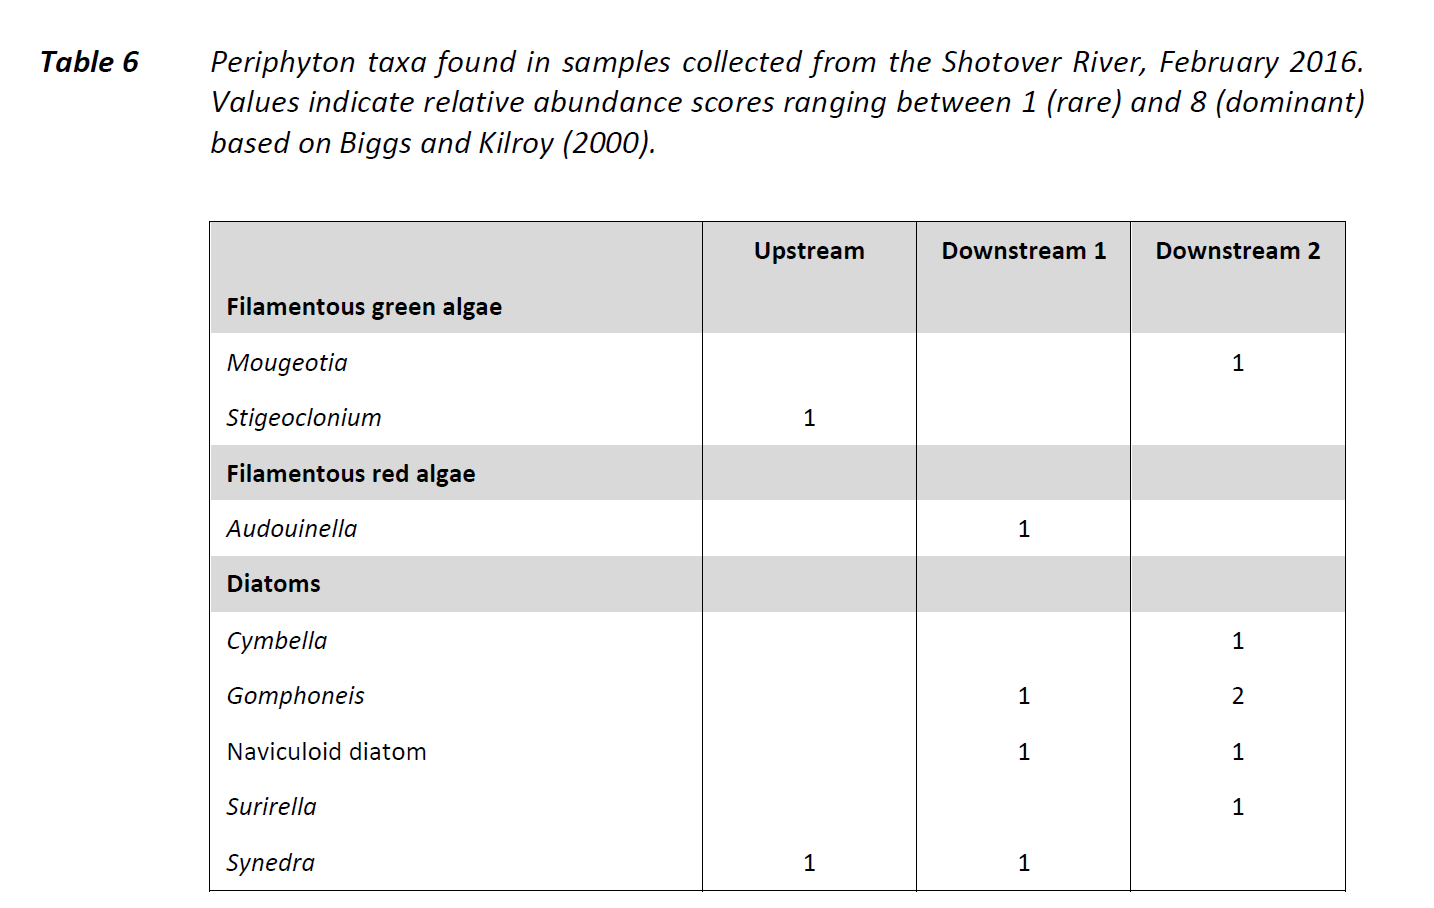 Table 6 Periphyton taxa found in samples collected from the Shotover River, February 2016.
Values indicate relative abundance scores ranging between 1 (rare) and 8 (dominant)
based on Biggs and Kilroy (2000).
Upstream Downstream 1 Downstream 2
Filamentous green algae
Mougeotia 1
Stigeoclonium 1
Filamentous red algae
Audouinella 1
Diatoms
Cymbella 1
Gomphoneis 1 2
Naviculoid diatom 1 1
Surirella 1
Synedra 1 1